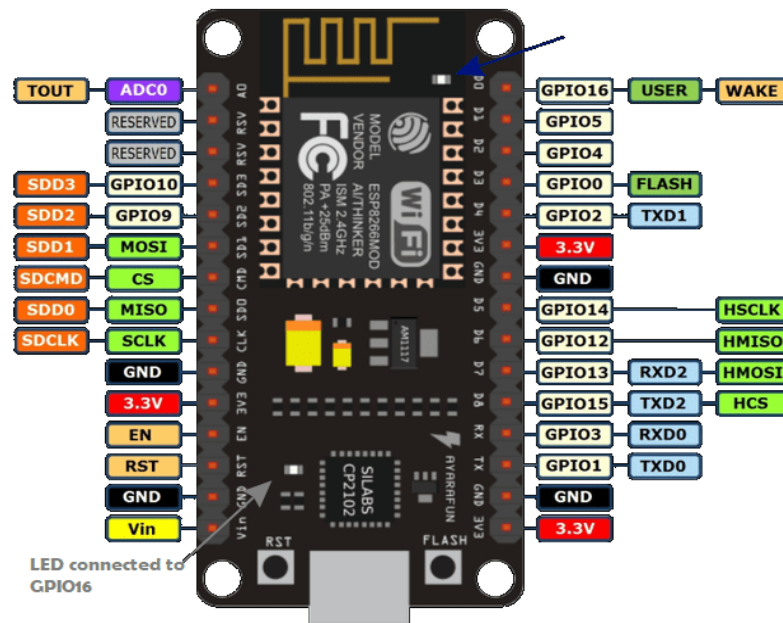 TOUT ADC0 A0 D0 GPIO16 USER WAKE
RESERVED RSV D1 GPIO5
RESERVED RSV D2 GPIO4
SDD3 GPIO10 SD3 D3 GPIO0 FLASH
SDD2 GPIO9 SD2 D4 GPIO2 TXD1
SDD1 MOSI SD1 3V3 3.3V
SDCMD CS CMD GND GND
SDD0 MISO SD0 D5 GPIO14 HSCLK
SDCLK SCLK CLK D6 GPIO12 HMISO
GND GND D7 GPIO13 RXD2 HMOSI
3.3V 3V3 D8 GPIO15 TXD2 HCS
EN EN RX GPIO3 RXD0
RST RST TX GPIO1 TXD0
GND GND GND GND
Vin Vin 3V3 3.3V
MODEL ESP8266MOD
VENDOR AI/THINKER
ISM 2.4GHz
PA +25dBm
802.11b/g/n
FC
Wi Fi
AM1117
SILABS
CP2102
AYARAFUN
RST
FLASH
LED connected to
GPIO16